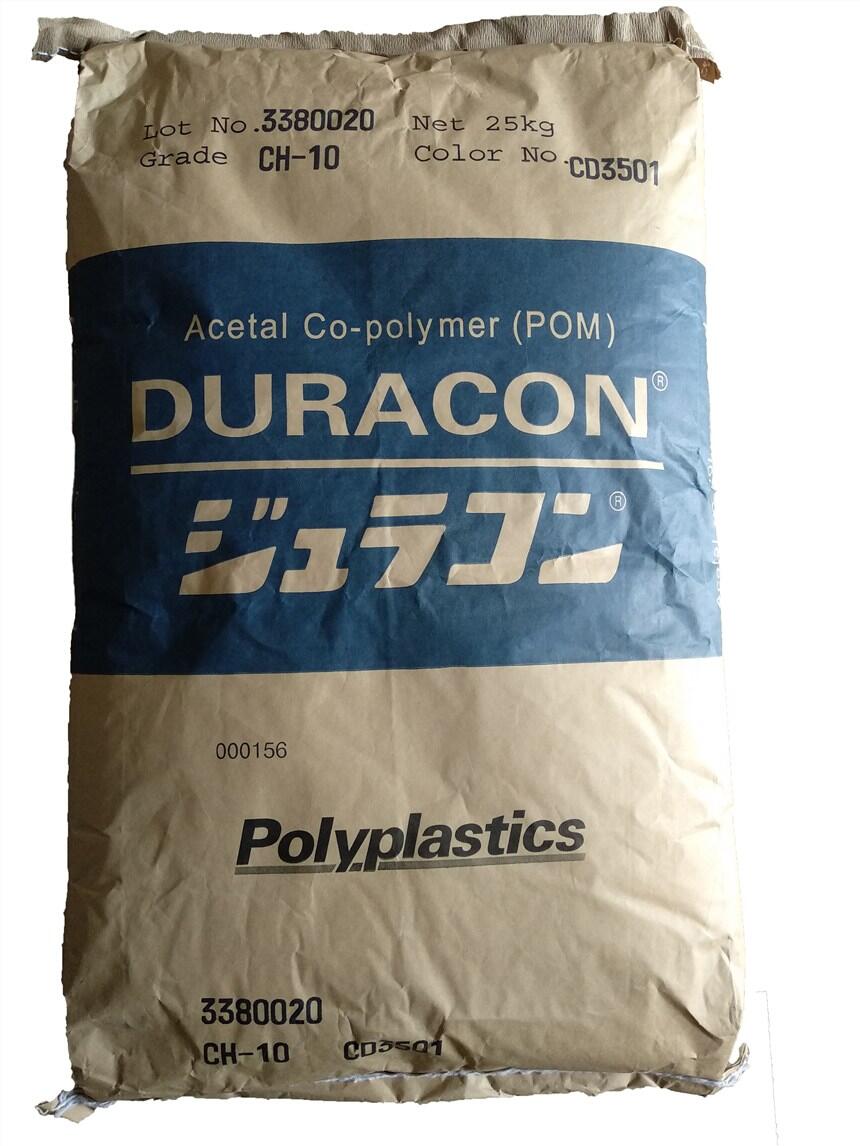 Lot No.3380020 Net 25kg
Grade CH-10 Color No.CD3501
Acetal Co-polymer (POM)
DURACON®
ジュラコン®
000156
Polyplastics
3380020
CH-10 CD3501